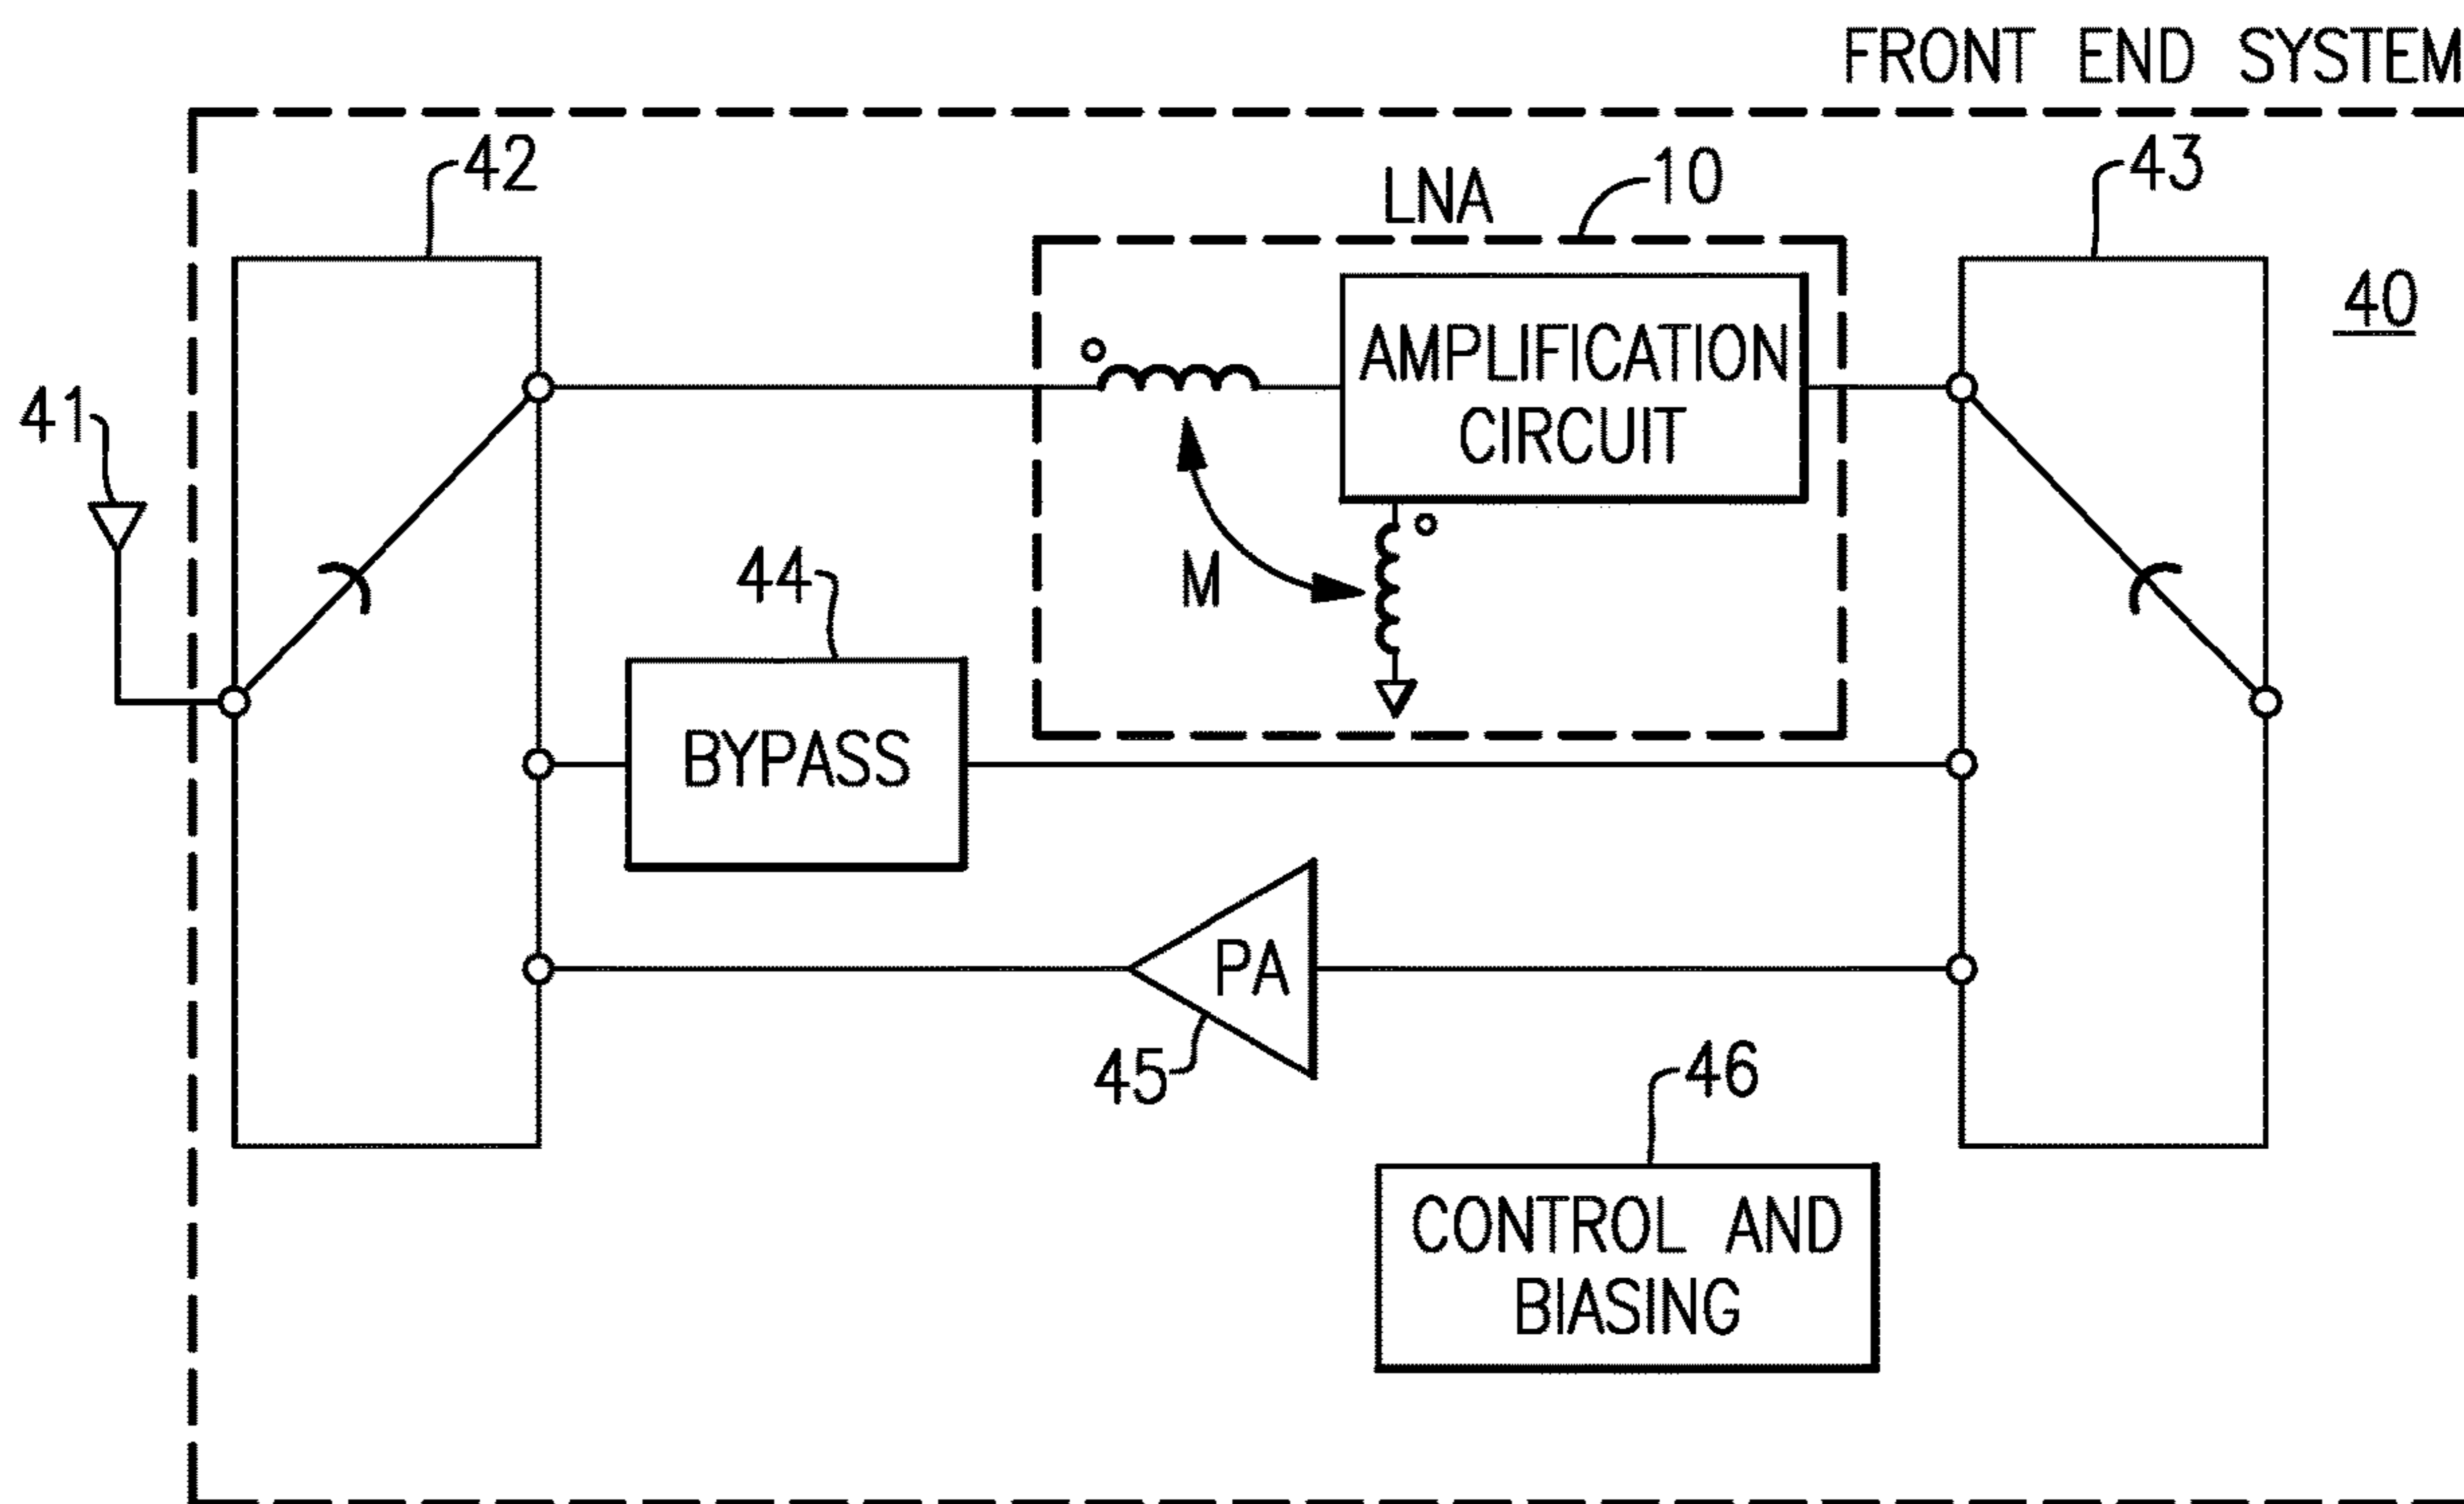 FRONT END SYSTEM
42
43
LNA
10
40
AMPLIFICATION
CIRCUIT
41
M
44
BYPASS
PA
45
46
CONTROL AND
BIASING